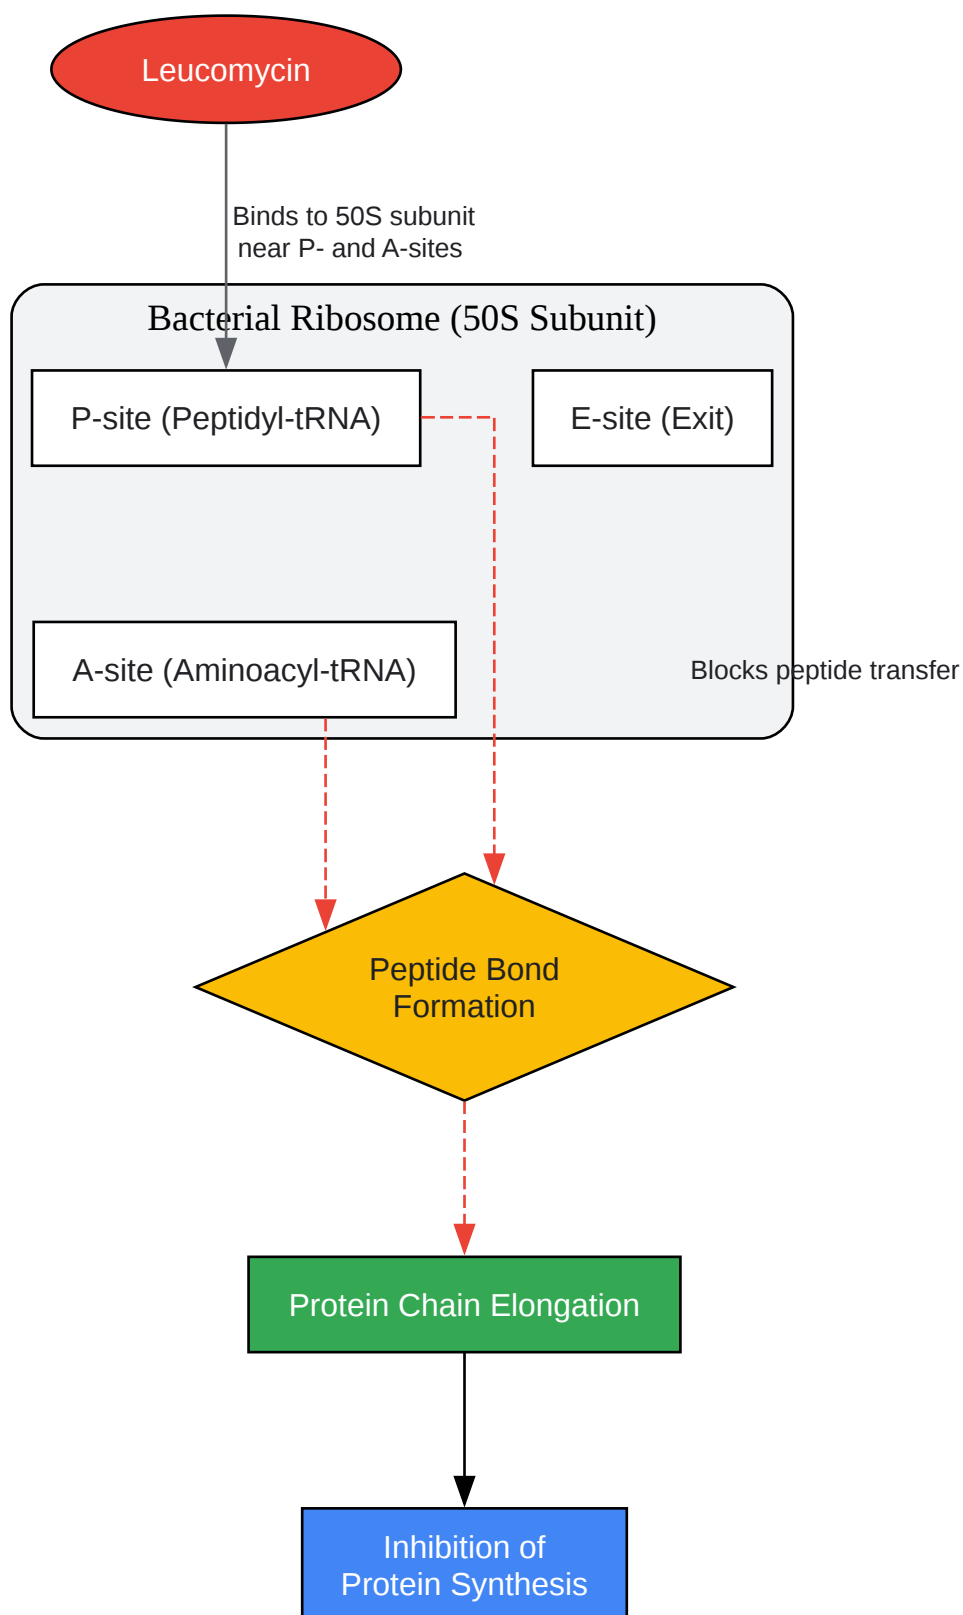 Leucomycin
Binds to 50S subunit
near P- and A-sites
Bacterial Ribosome (50S Subunit)
P-site (Peptidyl-tRNA)
E-site (Exit)
A-site (Aminoacyl-tRNA)
Blocks peptide transfer
Peptide Bond
Formation
Protein Chain Elongation
Inhibition of
Protein Synthesis